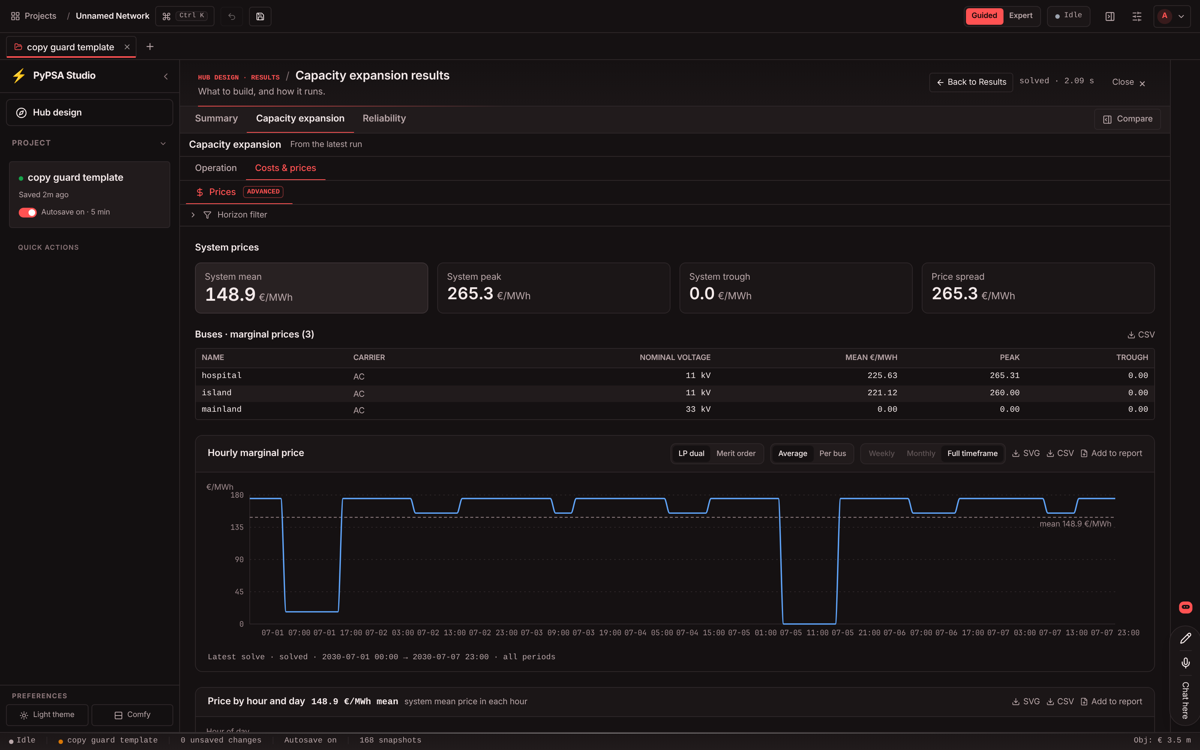 Projects / Unnamed Network ⌘ Ctrl K Guided Expert Idle A
copy guard template × +
PyPSA Studio
HUB DESIGN · RESULTS / Capacity expansion results
What to build, and how it runs.
← Back to Results solved · 2.09 s Close ×
Hub design
Summary Capacity expansion Reliability Compare
PROJECT
Capacity expansion From the latest run
copy guard template
Saved 2m ago
Autosave on · 5 min
Operation Costs & prices
$ Prices ADVANCED
Horizon filter
QUICK ACTIONS
System prices
System mean System peak System trough Price spread
148.9 €/MWh 265.3 €/MWh 0.0 €/MWh 265.3 €/MWh
Buses · marginal prices (3) CSV
NAME CARRIER NOMINAL VOLTAGE MEAN €/MWH PEAK TROUGH
hospital AC 11 kV 225.63 265.31 0.00
island AC 11 kV 221.12 260.00 0.00
mainland AC 33 kV 0.00 0.00 0.00
Hourly marginal price LP dual Merit order Average Per bus Weekly Monthly Full timeframe SVG CSV Add to report
€/MWh
180
135
mean 148.9 €/MWh
90
45
0
07-01 07:00 07-01 17:00 07-02 03:00 07-02 13:00 07-02 23:00 07-03 09:00 07-03 19:00 07-04 05:00 07-04 15:00 07-05 01:00 07-05 11:00 07-05 21:00 07-06 07:00 07-06 17:00 07-07 03:00 07-07 13:00 07-07 23:00
Latest solve · solved · 2030-07-01 00:00 → 2030-07-07 23:00 · all periods
Price by hour and day 148.9 €/MWh mean system mean price in each hour SVG CSV Add to report
Hour of day
Chat here
PREFERENCES
Light theme Comfy
Idle copy guard template 0 unsaved changes Autosave on 168 snapshots Obj: € 3.5 m